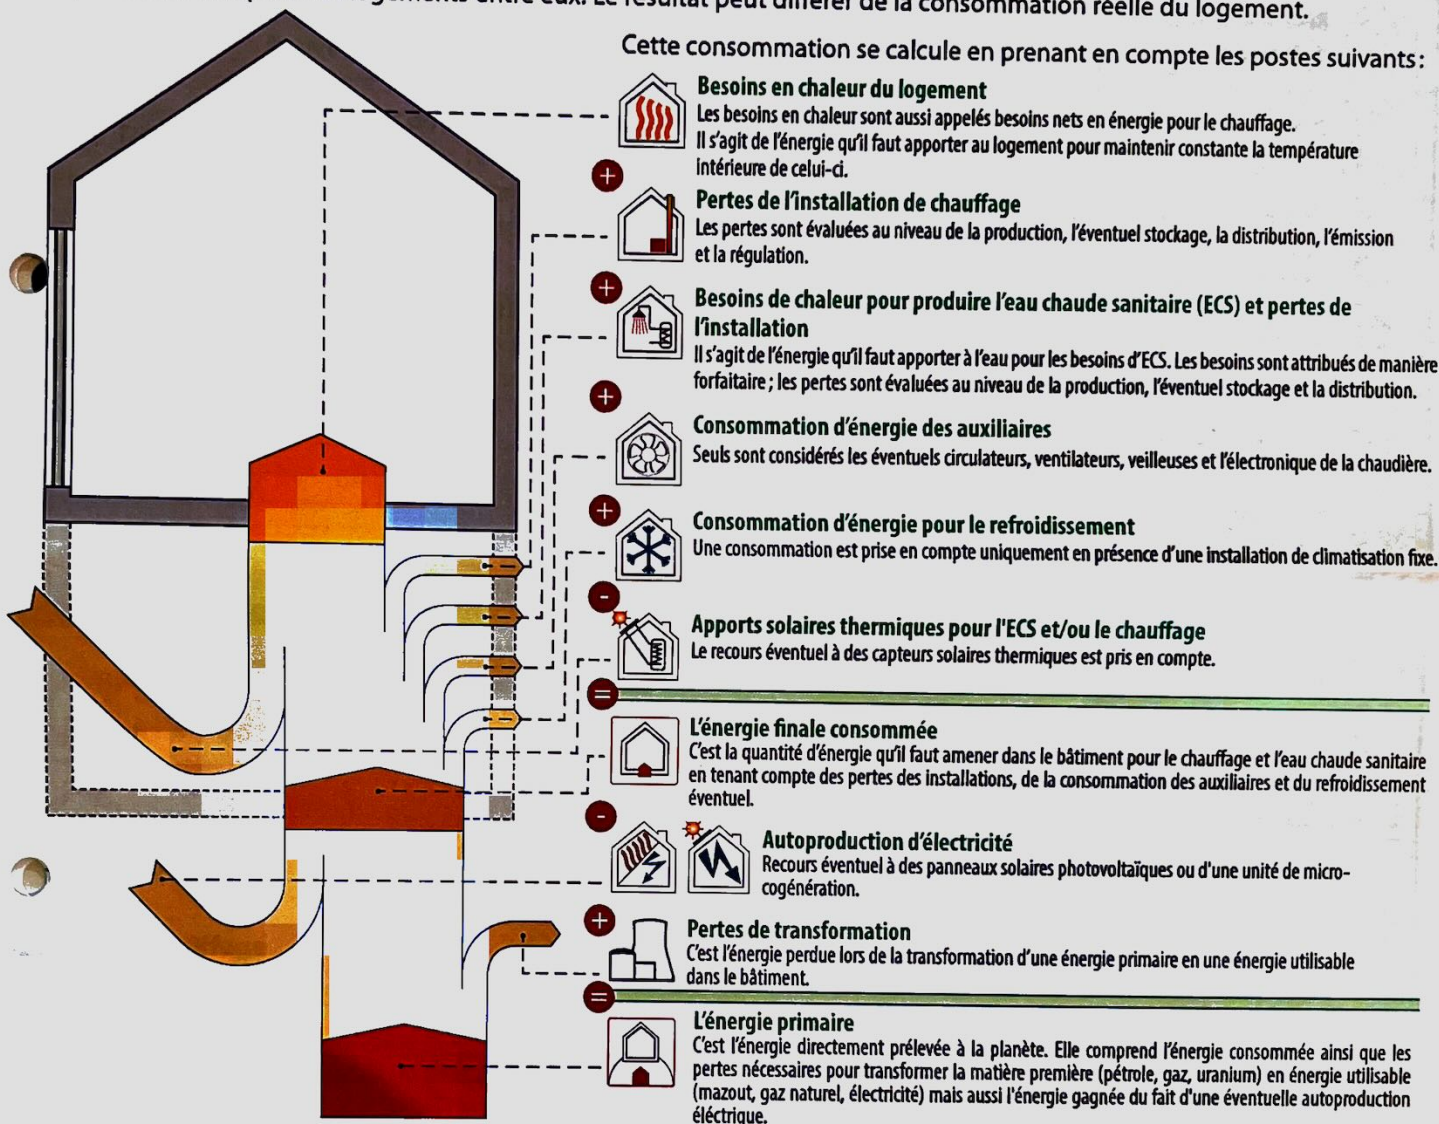 logements entre eux. Le résultat peut différer de la consommation réelle du logement.
Cette consommation se calcule en prenant en compte les postes suivants:
Besoins en chaleur du logement
Les besoins en chaleur sont aussi appelés besoins nets en énergie pour le chauffage.
Il s'agit de l'énergie qu'il faut apporter au logement pour maintenir constante la température
intérieure de celui-ci.
+
Pertes de l'installation de chauffage
Les pertes sont évaluées au niveau de la production, l'éventuel stockage, la distribution, l'émission
et la régulation.
+
Besoins de chaleur pour produire l'eau chaude sanitaire (ECS) et pertes de
l'installation
Il s'agit de l'énergie qu'il faut apporter à l'eau pour les besoins d'ECS. Les besoins sont attribués de manière
forfaitaire; les pertes sont évaluées au niveau de la production, l'éventuel stockage et la distribution.
+
Consommation d'énergie des auxiliaires
Seuls sont considérés les éventuels circulateurs, ventilateurs, veilleuses et l'électronique de la chaudière.
+
Consommation d'énergie pour le refroidissement
Une consommation est prise en compte uniquement en présence d'une installation de climatisation fixe.
-
Apports solaires thermiques pour l'ECS et/ou le chauffage
Le recours éventuel à des capteurs solaires thermiques est pris en compte.
=
L'énergie finale consommée
C'est la quantité d'énergie qu'il faut amener dans le bâtiment pour le chauffage et l'eau chaude sanitaire
en tenant compte des pertes des installations, de la consommation des auxiliaires et du refroidissement
éventuel.
-
Autoproduction d'électricité
Recours éventuel à des panneaux solaires photovoltaïques ou d'une unité de micro-
cogénération.
+
Pertes de transformation
C'est l'énergie perdue lors de la transformation d'une énergie primaire en une énergie utilisable
dans le bâtiment.
=
L'énergie primaire
C'est l'énergie directement prélevée à la planète. Elle comprend l'énergie consommée ainsi que les
pertes nécessaires pour transformer la matière première (pétrole, gaz, uranium) en énergie utilisable
(mazout, gaz naturel, électricité) mais aussi l'énergie gagnée du fait d'une éventuelle autoproduction
éléctrique.